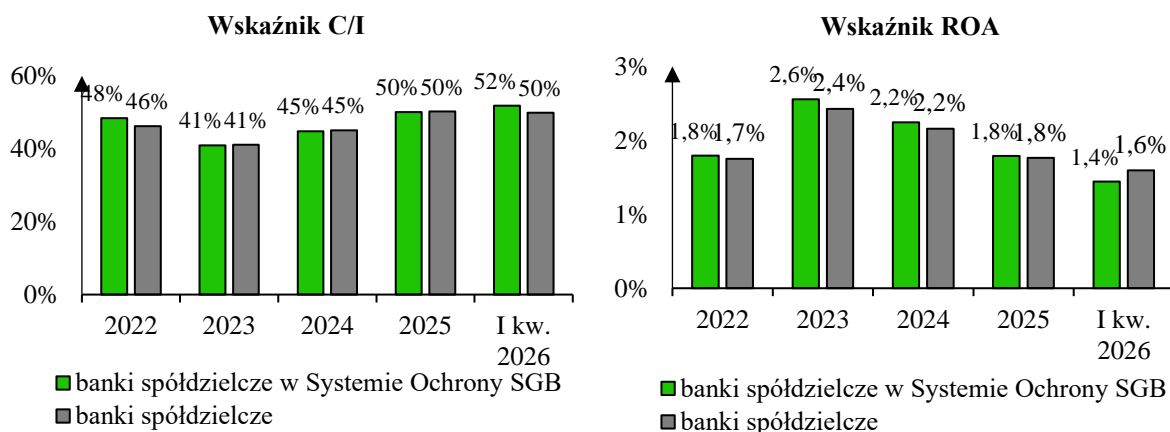 Wskaźnik C/I
60%
40%
20%
0%
48% 46%
41% 41%
45% 45%
50% 50%
52% 50%
2022 2023 2024 2025 I kw.
2026
banki spółdzielcze w Systemie Ochrony SGB
banki spółdzielcze
Wskaźnik ROA
3%
2%
1%
0%
1,8% 1,7%
2,6% 2,4%
2,2% 2,2%
1,8% 1,8%
1,4% 1,6%
2022 2023 2024 2025 I kw.
2026
banki spółdzielcze w Systemie Ochrony SGB
banki spółdzielcze